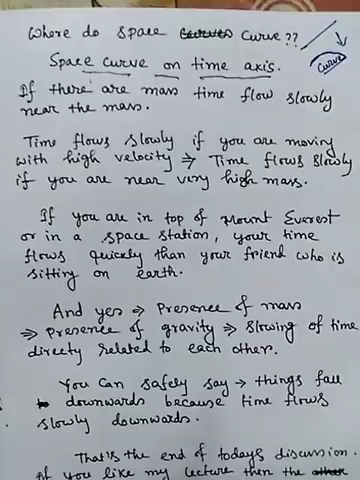 Where do space curve??
curve
Space curve on time axis.
If there are mass time flow slowly
near the mass.
Time flows slowly if you are moving
with high velocity ⇒ Time flows slowly
if you are near very high mass.
If you are in top of Mount Everest
or in a space station, your time
flows quickly than your friend who is
sitting on earth.
And yes ⇒ Presence of mass
⇒ presence of gravity ⇒ slowing of time
directy related to each other.
You can safely say → things fall
downwards because time flows
slowly downwards.
That's the end of todays discussion.
If you like my lecture then the